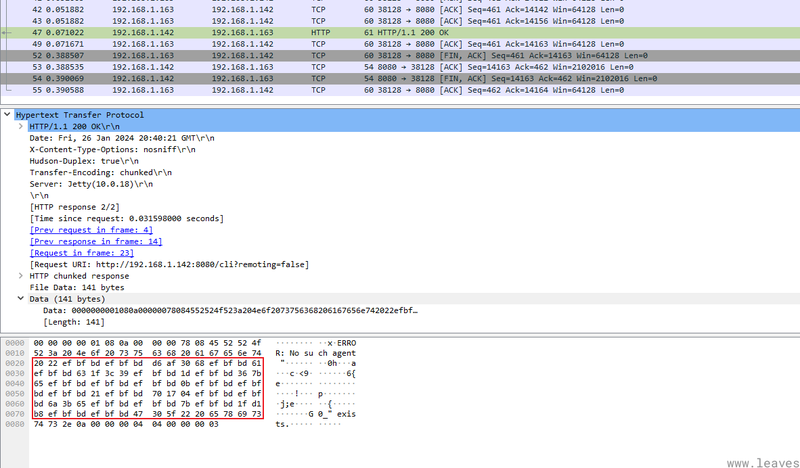 42 0.051882 192.168.1.163 192.168.1.142 TCP 60 38128 → 8080 [ACK] Seq=461 Ack=14142 Win=64128 Len=0
43 0.051882 192.168.1.163 192.168.1.142 TCP 60 38128 → 8080 [ACK] Seq=461 Ack=14156 Win=64128 Len=0
47 0.071022 192.168.1.142 192.168.1.163 HTTP 61 HTTP/1.1 200 OK
49 0.071671 192.168.1.163 192.168.1.142 TCP 60 38128 → 8080 [ACK] Seq=461 Ack=14163 Win=64128 Len=0
52 0.388507 192.168.1.163 192.168.1.142 TCP 60 38128 → 8080 [FIN, ACK] Seq=461 Ack=14163 Win=64128 Len=0
53 0.388535 192.168.1.142 192.168.1.163 TCP 54 8080 → 38128 [ACK] Seq=14163 Ack=462 Win=2102016 Len=0
54 0.390069 192.168.1.142 192.168.1.163 TCP 54 8080 → 38128 [FIN, ACK] Seq=14163 Ack=462 Win=2102016 Len=0
55 0.390588 192.168.1.163 192.168.1.142 TCP 60 38128 → 8080 [ACK] Seq=462 Ack=14164 Win=64128 Len=0
Hypertext Transfer Protocol
HTTP/1.1 200 OK\r\n
Date: Fri, 26 Jan 2024 20:40:21 GMT\r\n
X-Content-Type-Options: nosniff\r\n
Hudson-Duplex: true\r\n
Transfer-Encoding: chunked\r\n
Server: Jetty(10.0.18)\r\n
\r\n
[HTTP response 2/2]
[Time since request: 0.031598000 seconds]
[Prev request in frame: 4]
[Prev response in frame: 14]
[Request in frame: 23]
[Request URI: http://192.168.1.142:8080/cli?remoting=false]
HTTP chunked response
File Data: 141 bytes
Data (141 bytes)
Data: 0000000001080a00000078084552524f523a204e6f2073756368206167656e742022efbf…
[Length: 141]
0000 00 00 00 00 01 08 0a 00 00 00 78 08 45 52 52 4f ········ ··x·ERRO
0010 52 3a 20 4e 6f 20 73 75 63 68 20 61 67 65 6e 74 R: No su ch agent
0020 20 22 ef bf bd ef bf bd d6 af 30 68 ef bf bd 61 "······ ··0h···a
0030 ef bf bd 63 1f 3c 39 ef bf bd 1d ef bf bd 36 7b ···c·<9· ······6{
0040 65 ef bf bd ef bf bd ef bf bd 0b ef bf bd ef bf e······· ········
0050 bd ef bf bd 21 ef bf bd 70 17 04 ef bf bd ef bf ····!··· p·······
0060 bd 6a 3b 65 ef bf bd ef bf bd 7b ef bf bd 1f d1 ·j;e···· ··{·····
0070 b8 ef bf bd ef bf bd 47 30 5f 22 20 65 78 69 73 ·······G 0_" exis
0080 74 73 2e 0a 00 00 00 04 04 00 00 00 03 ts.····· ·····
www.leaves